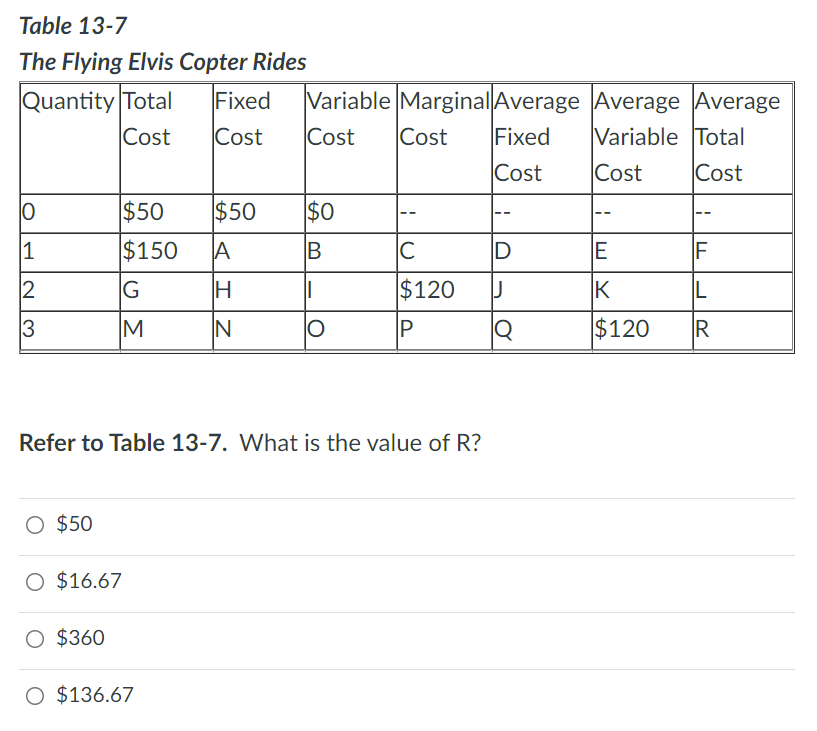 Table 13-7
The Flying Elvis Copter Rides
Quantity Total Cost Fixed Cost Variable Cost Marginal Cost Average Fixed Cost Average Variable Cost Average Total Cost
0 $50 $50 $0 -- -- -- --
1 $150 A B C D E F
2 G H I $120 J K L
3 M N O P Q $120 R
Refer to Table 13-7. What is the value of R?
$50
$16.67
$360
$136.67